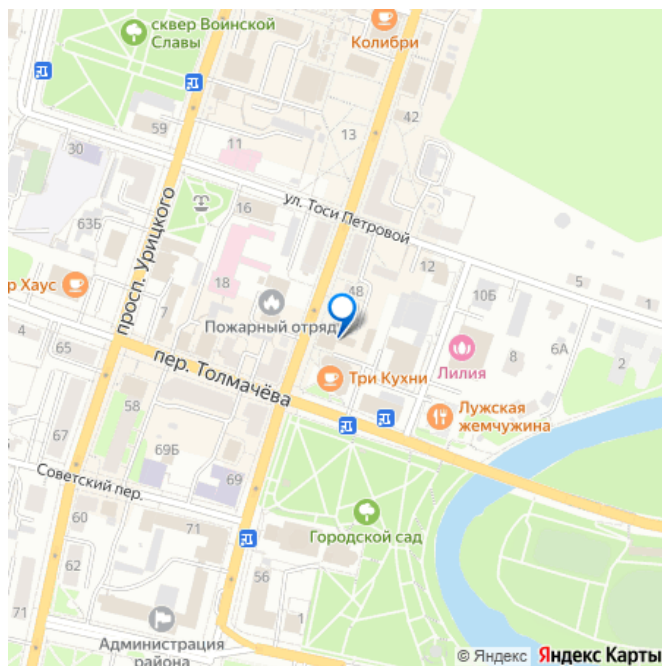 сквер Воинской
Славы
Колибри
59
11
13
42
30
ул. Тоси Петровой
16
63Б
просп. Урицкого
12
18
48
5
1
10Б
р Хаус
7
Пожарный отряд
4
65
пер. Толмачёва
Три Кухни
Лилия
8
6А
2
58
Лужская
жемчужина
67
69Б
69
Советский пер.
60
71
Городской сад
62
56
71
1
Администрация
района
© Яндекс Яндекс Карты